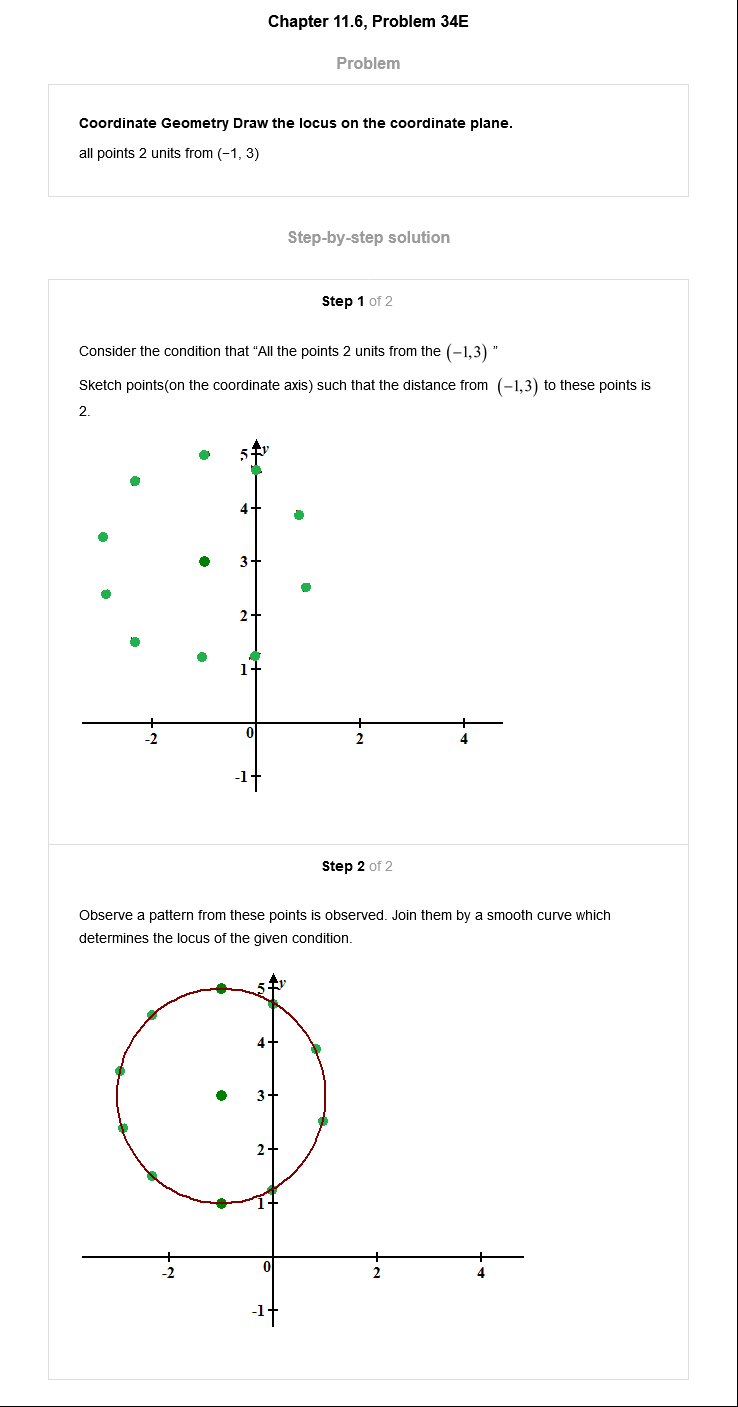 Chapter 11.6, Problem 34E
Problem
Coordinate Geometry Draw the locus on the coordinate plane.
all points 2 units from (−1, 3)
Step-by-step solution
Step 1 of 2
Consider the condition that “All the points 2 units from the (−1,3) ”
Sketch points(on the coordinate axis) such that the distance from (−1,3) to these points is
2.
y
5
4
3
2
1
-2
0
2
4
-1
Step 2 of 2
Observe a pattern from these points is observed. Join them by a smooth curve which
determines the locus of the given condition.
y
5
4
3
2
1
-2
0
2
4
-1